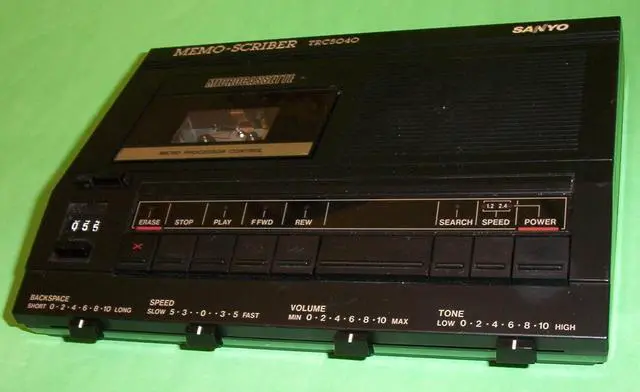 MEMO-SCRIBER TRC5040
SANYO
MICROCASSETTE
MICRO PROCESSOR CONTROL
1.2 2.4
ERASE STOP PLAY F FWD REW SEARCH SPEED POWER
055
BACKSPACE
SHORT 0·2·4·6·8·10 LONG
SPEED
SLOW 5·3··0··3·5 FAST
VOLUME
MIN 0·2·4·6·8·10 MAX
TONE
LOW 0·2·4·6·8·10 HIGH